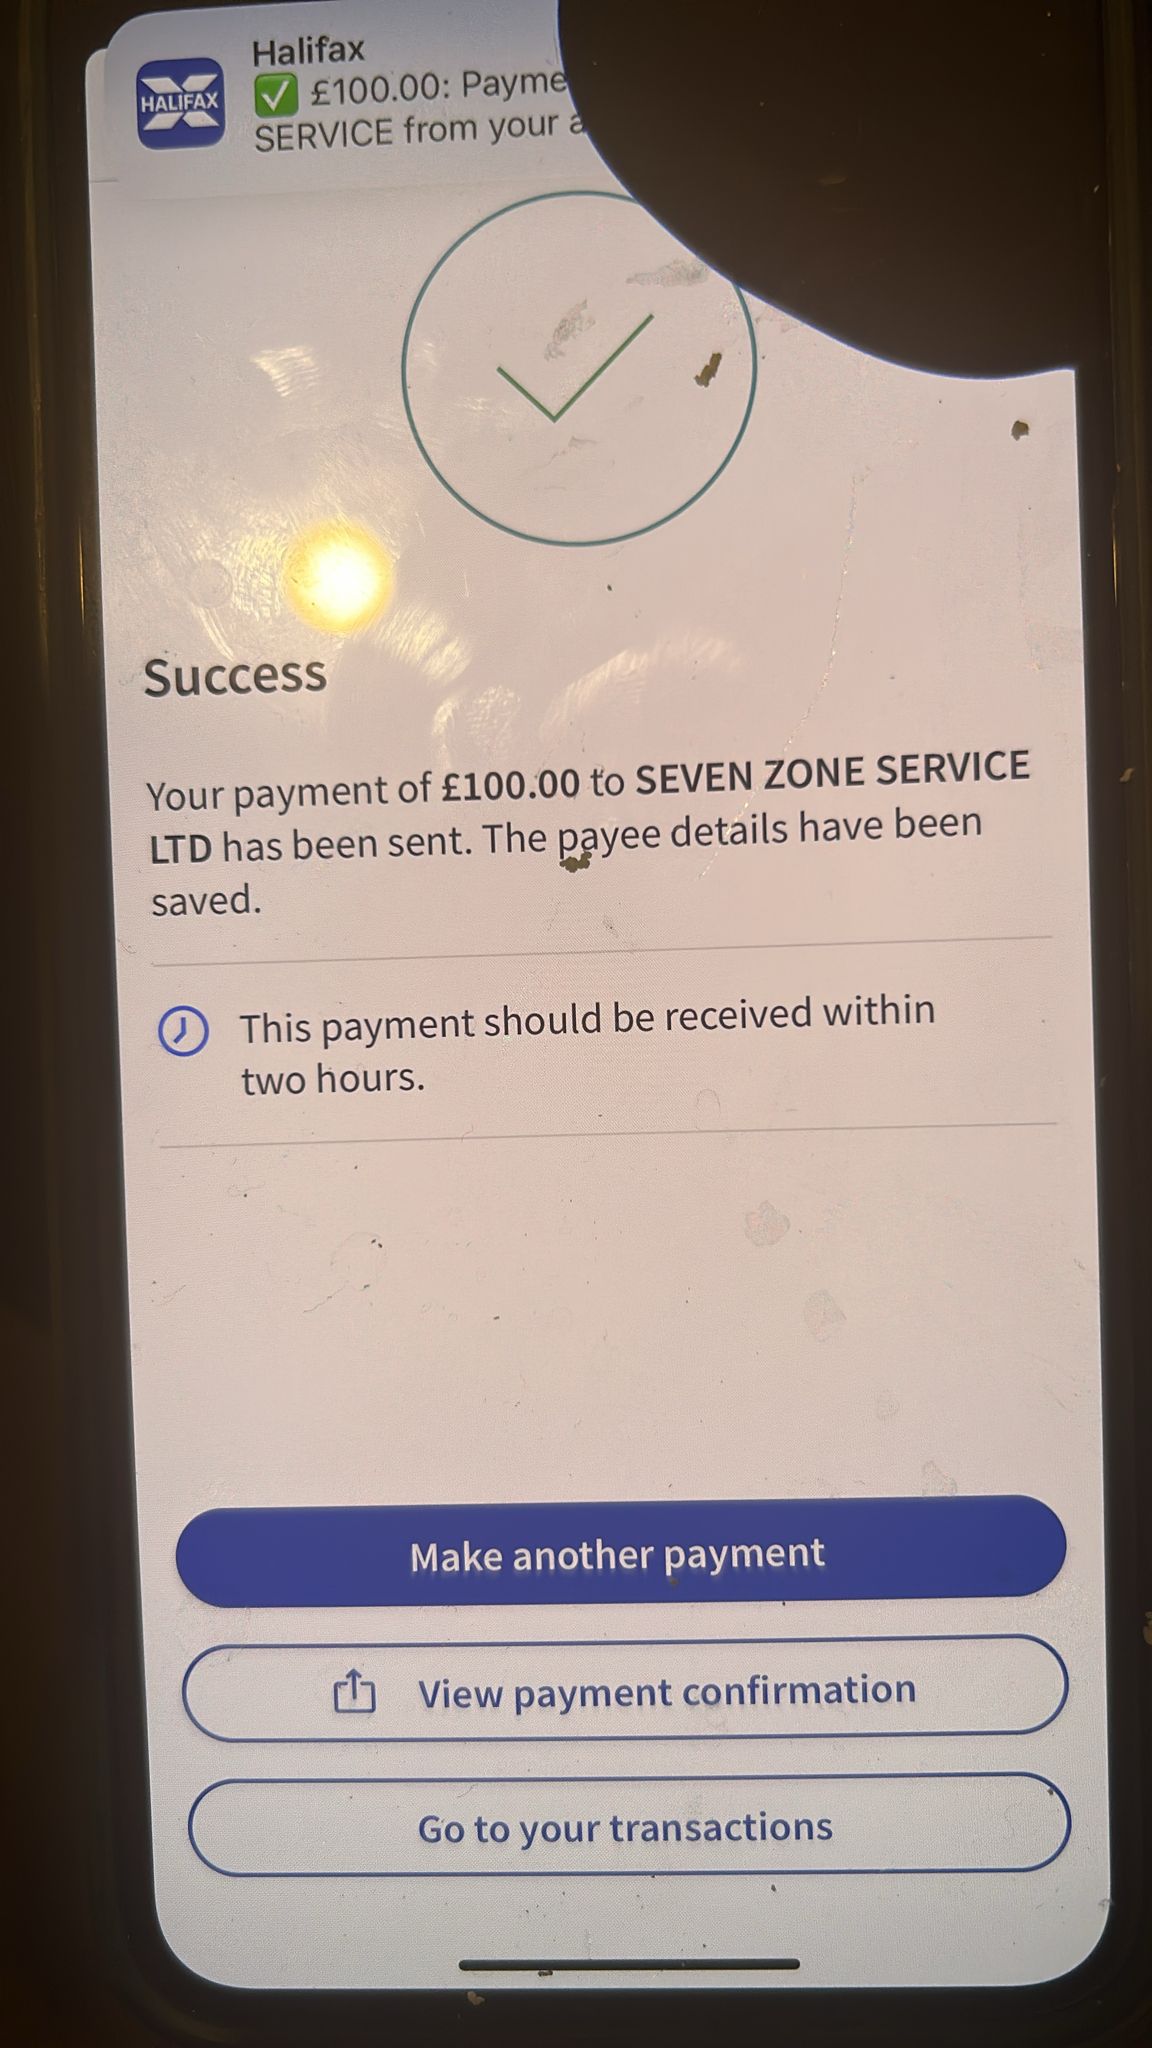 Halifax
HALIFAX
✅ £100.00: Payme
SERVICE from your a
Success
Your payment of £100.00 to SEVEN ZONE SERVICE
LTD has been sent. The payee details have been
saved.
This payment should be received within
two hours.
Make another payment
View payment confirmation
Go to your transactions